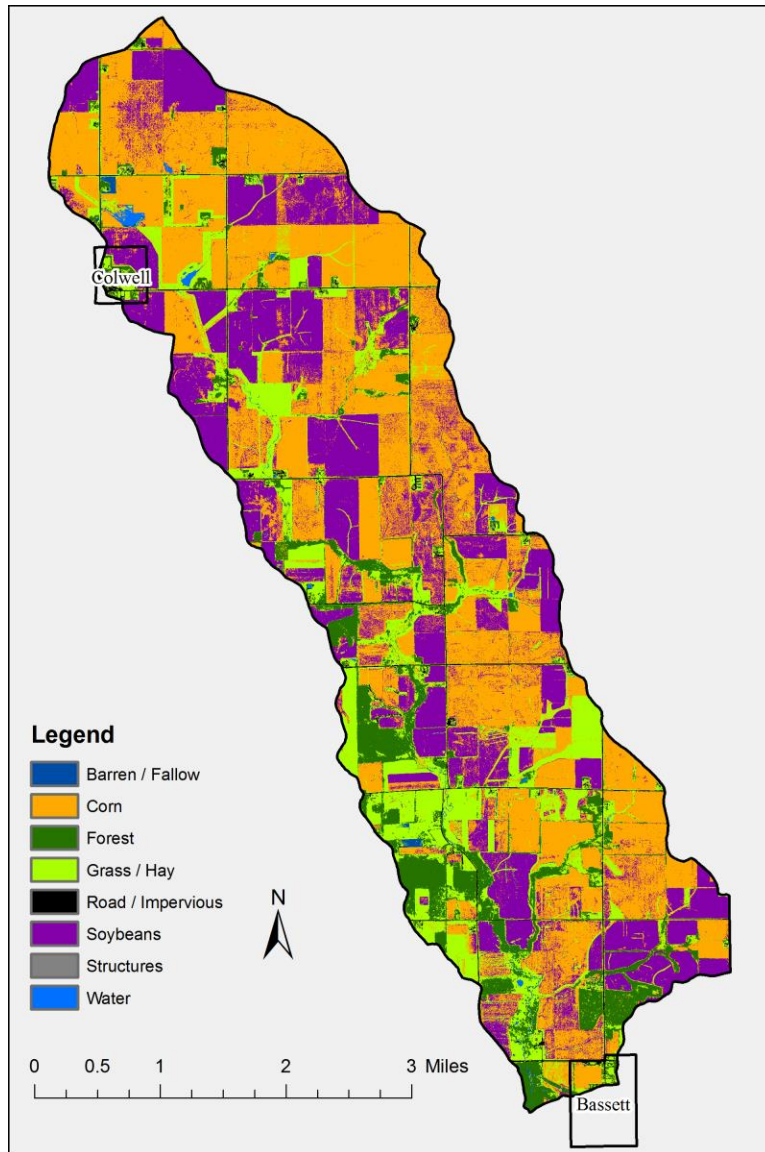 Colwell
Legend
Barren / Fallow
Corn
Forest
Grass / Hay
Road / Impervious
Soybeans
Structures
Water
N
0 0.5 1 2 3 Miles
Bassett